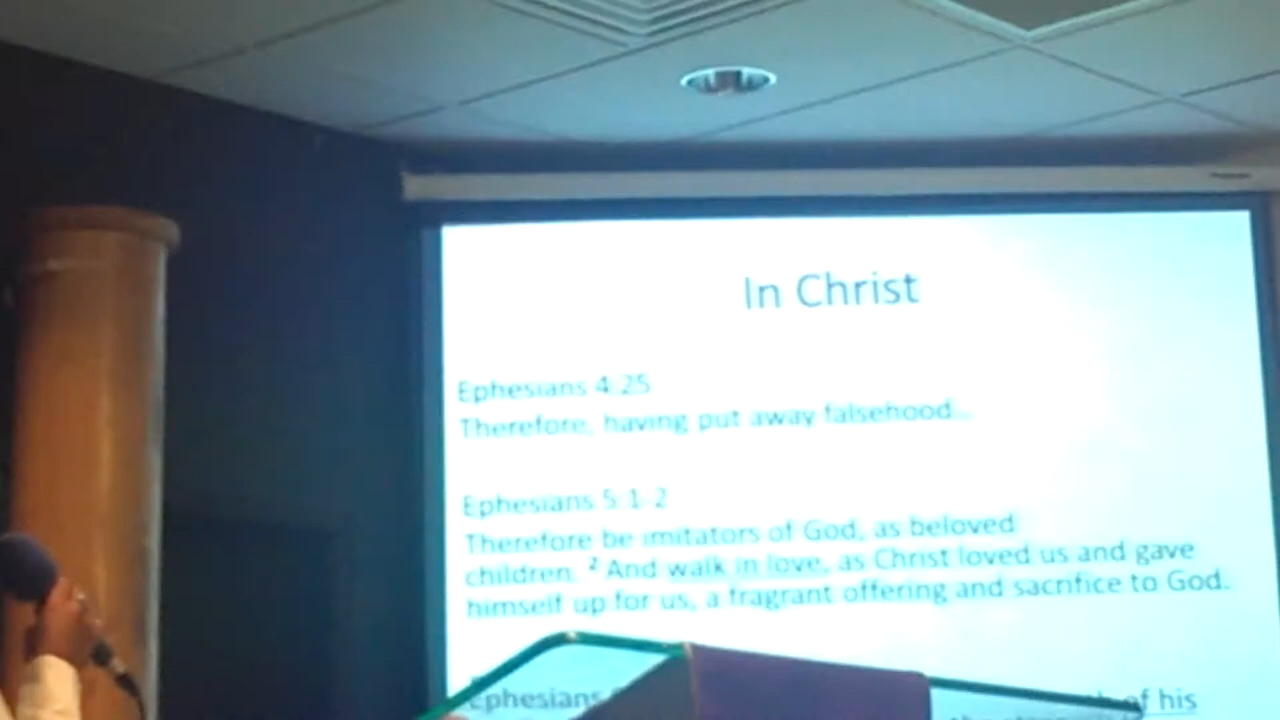 In Christ
Ephesians 4:25
Therefore, having put away falsehood...
Ephesians 5:1-2
Therefore be imitators of God, as beloved
children. ² And walk in love, as Christ loved us and gave
himself up for us, a fragrant offering and sacrifice to God.
Ephesians of his